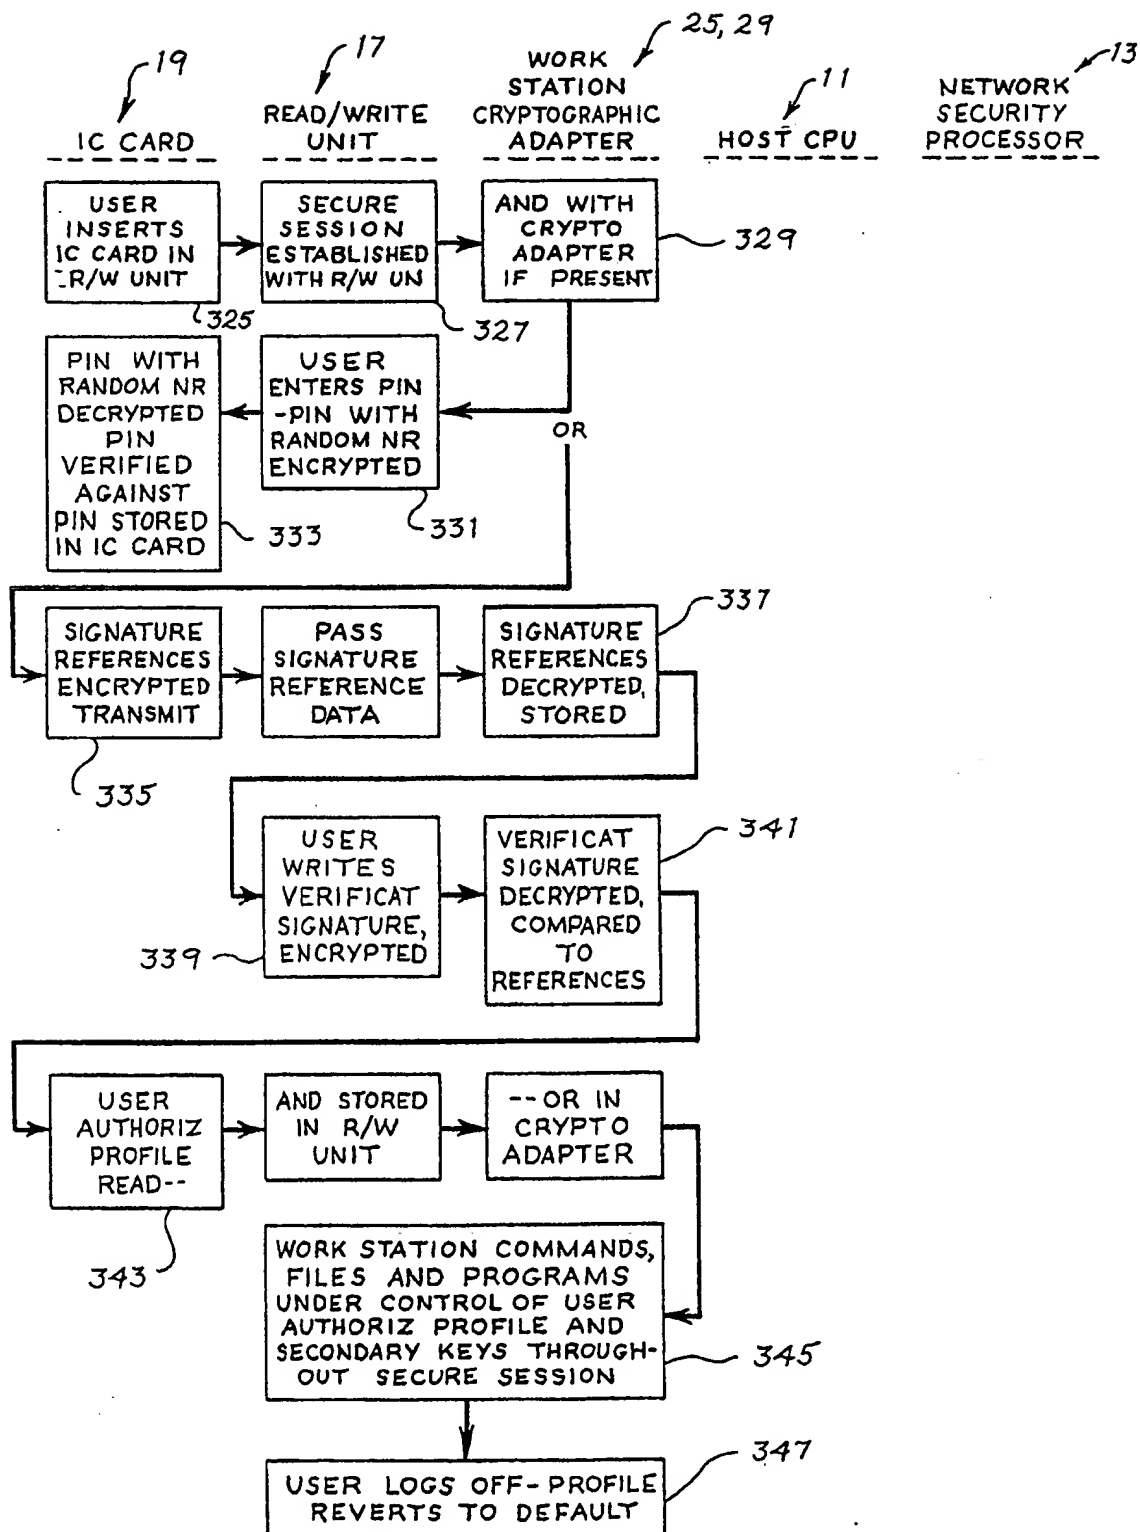 19
IC CARD
17
READ/WRITE
UNIT
25, 29
WORK
STATION
CRYPTOGRAPHIC
ADAPTER
11
HOST CPU
13
NETWORK
SECURITY
PROCESSOR
USER
INSERTS
IC CARD IN
R/W UNIT
325
SECURE
SESSION
ESTABLISHED
WITH R/W UN
327
AND WITH
CRYPTO
ADAPTER
IF PRESENT
329
PIN WITH
RANDOM NR
DECRYPTED
PIN
VERIFIED
AGAINST
PIN STORED
IN IC CARD
333
USER
ENTERS PIN
-PIN WITH
RANDOM NR
ENCRYPTED
331
OR
SIGNATURE
REFERENCES
ENCRYPTED
TRANSMIT
335
PASS
SIGNATURE
REFERENCE
DATA
SIGNATURE
REFERENCES
DECRYPTED,
STORED
337
USER
WRITES
VERIFICAT
SIGNATURE,
ENCRYPTED
339
VERIFICAT
SIGNATURE
DECRYPTED,
COMPARED
TO
REFERENCES
341
USER
AUTHORIZ
PROFILE
READ--
343
AND STORED
IN R/W
UNIT
--OR IN
CRYPTO
ADAPTER
WORK STATION COMMANDS,
FILES AND PROGRAMS
UNDER CONTROL OF USER
AUTHORIZ PROFILE AND
SECONDARY KEYS THROUGH-
OUT SECURE SESSION
345
USER LOGS OFF-PROFILE
REVERTS TO DEFAULT
347